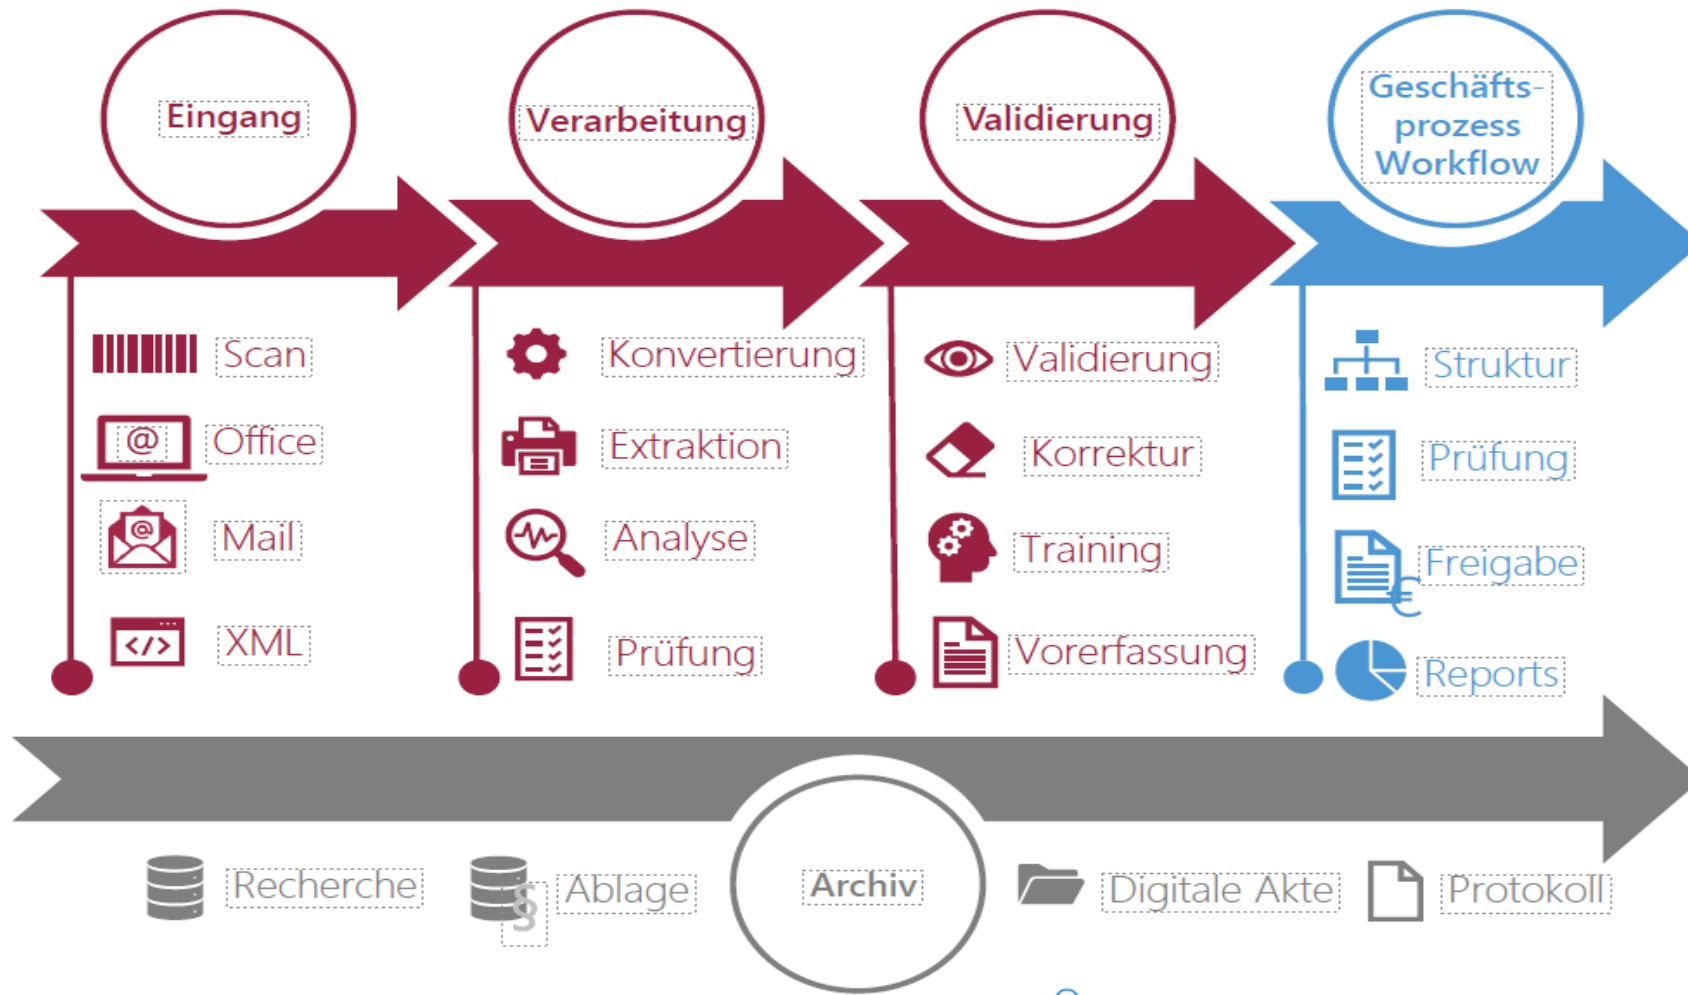 Eingang
Verarbeitung
Validierung
Geschäfts-
prozess
Workflow
Scan
@ Office
@ Mail
</> XML
Konvertierung
Extraktion
Analyse
Prüfung
Validierung
Korrektur
Training
Vorerfassung
Struktur
Prüfung
Freigabe
€
Reports
Recherche
§ Ablage
Archiv
Digitale Akte
Protokoll